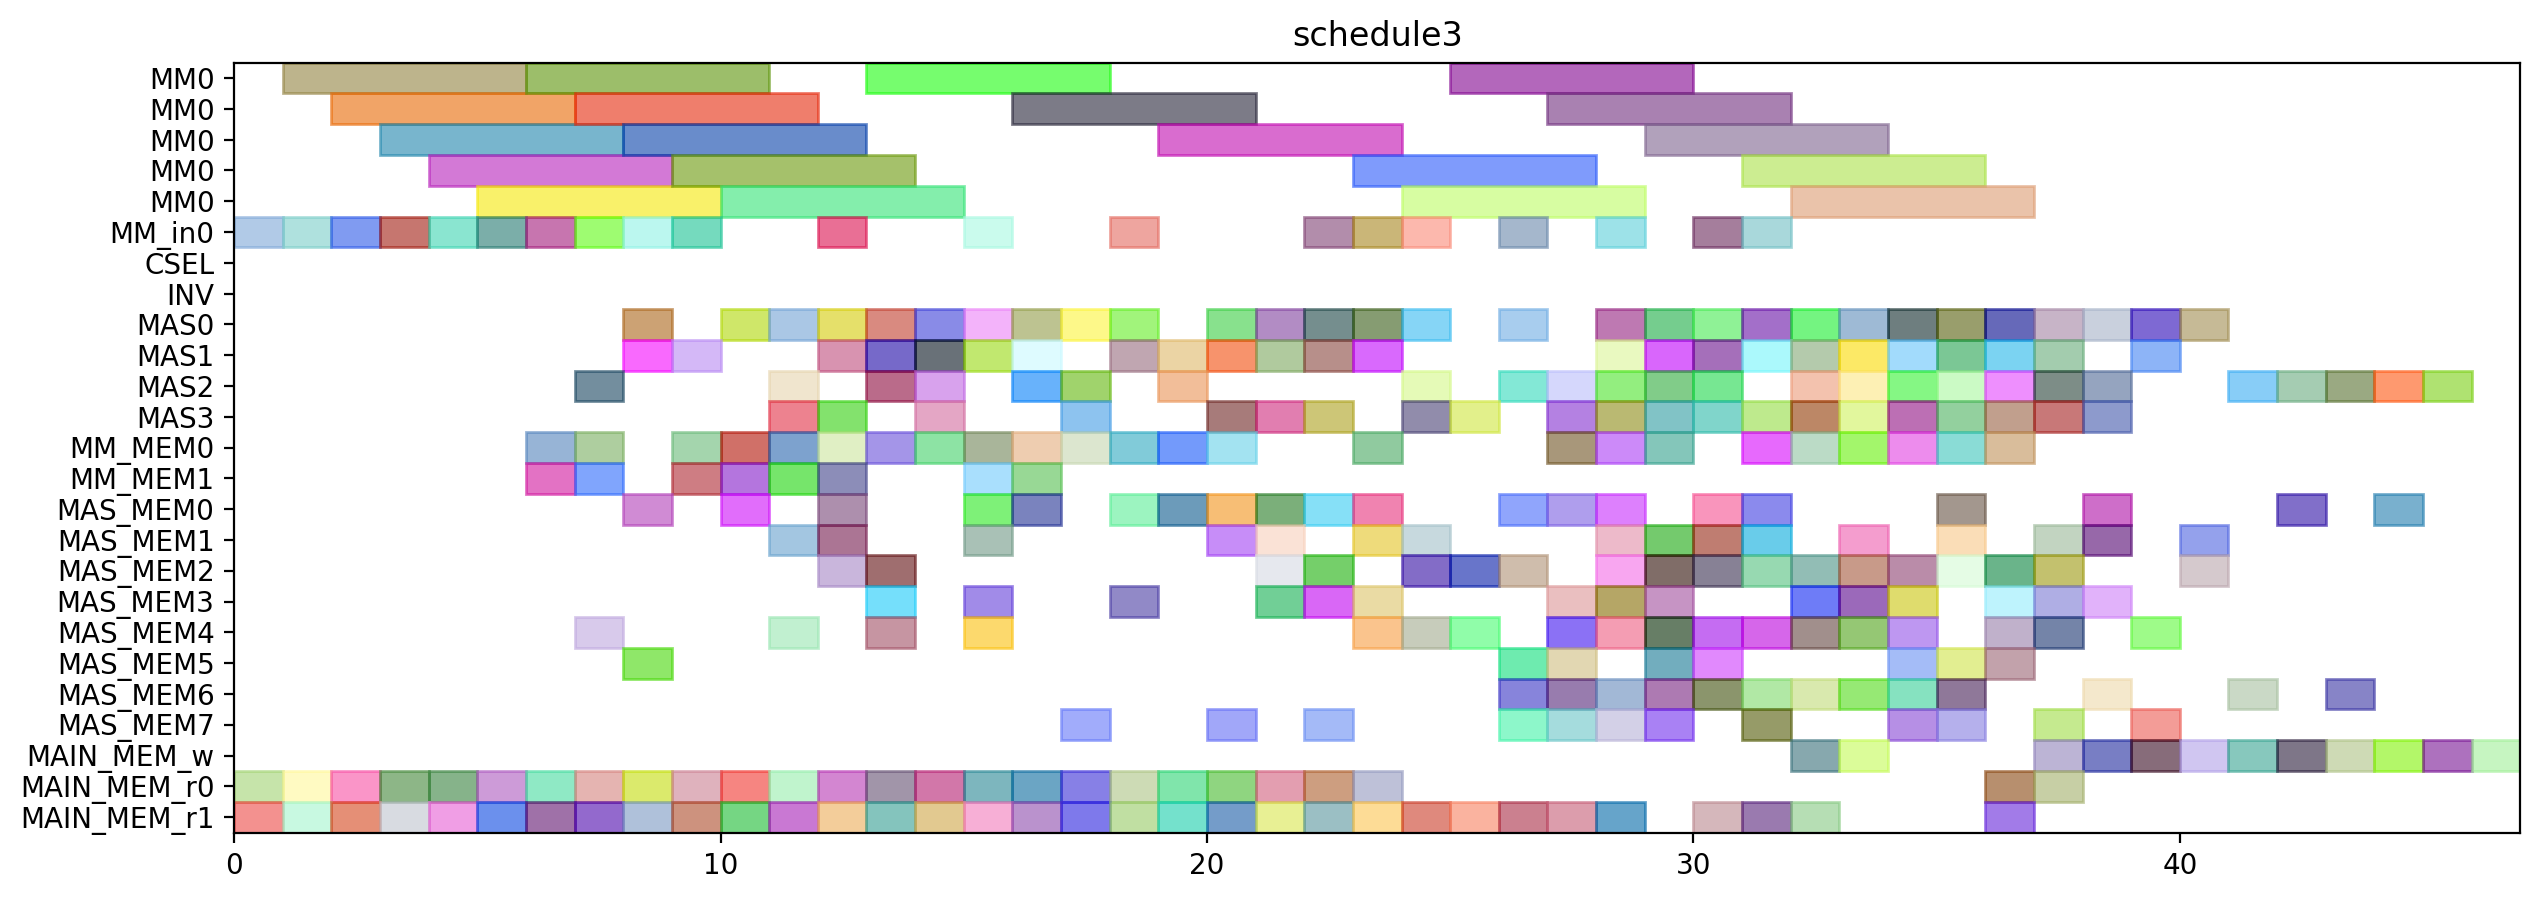 schedule3
MM0
MM0
MM0
MM0
MM0
MM_in0
CSEL
INV
MAS0
MAS1
MAS2
MAS3
MM_MEM0
MM_MEM1
MAS_MEM0
MAS_MEM1
MAS_MEM2
MAS_MEM3
MAS_MEM4
MAS_MEM5
MAS_MEM6
MAS_MEM7
MAIN_MEM_w
MAIN_MEM_r0
MAIN_MEM_r1
0 10 20 30 40